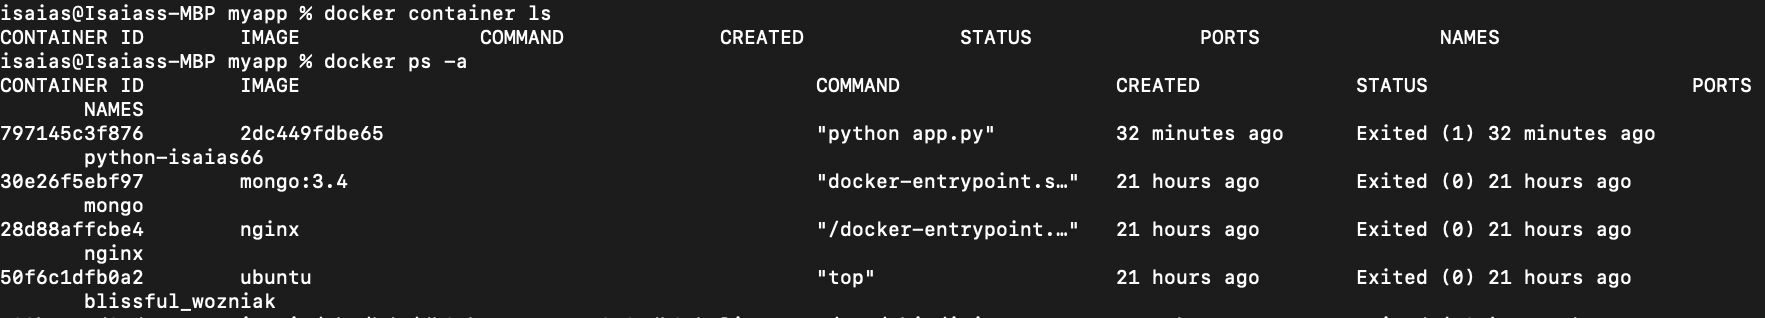 isaias@Isaiass-MBP myapp % docker container ls
CONTAINER ID        IMAGE               COMMAND             CREATED             STATUS              PORTS               NAMES
isaias@Isaiass-MBP myapp % docker ps -a
CONTAINER ID        IMAGE                                           COMMAND                  CREATED             STATUS                      PORTS
       NAMES
797145c3f876        2dc449fdbe65                                    "python app.py"          32 minutes ago      Exited (1) 32 minutes ago
       python-isaias66
30e26f5ebf97        mongo:3.4                                       "docker-entrypoint.s…"   21 hours ago        Exited (0) 21 hours ago
       mongo
28d88affcbe4        nginx                                           "/docker-entrypoint.…"   21 hours ago        Exited (0) 21 hours ago
       nginx
50f6c1dfb0a2        ubuntu                                          "top"                    21 hours ago        Exited (0) 21 hours ago
       blissful_wozniak